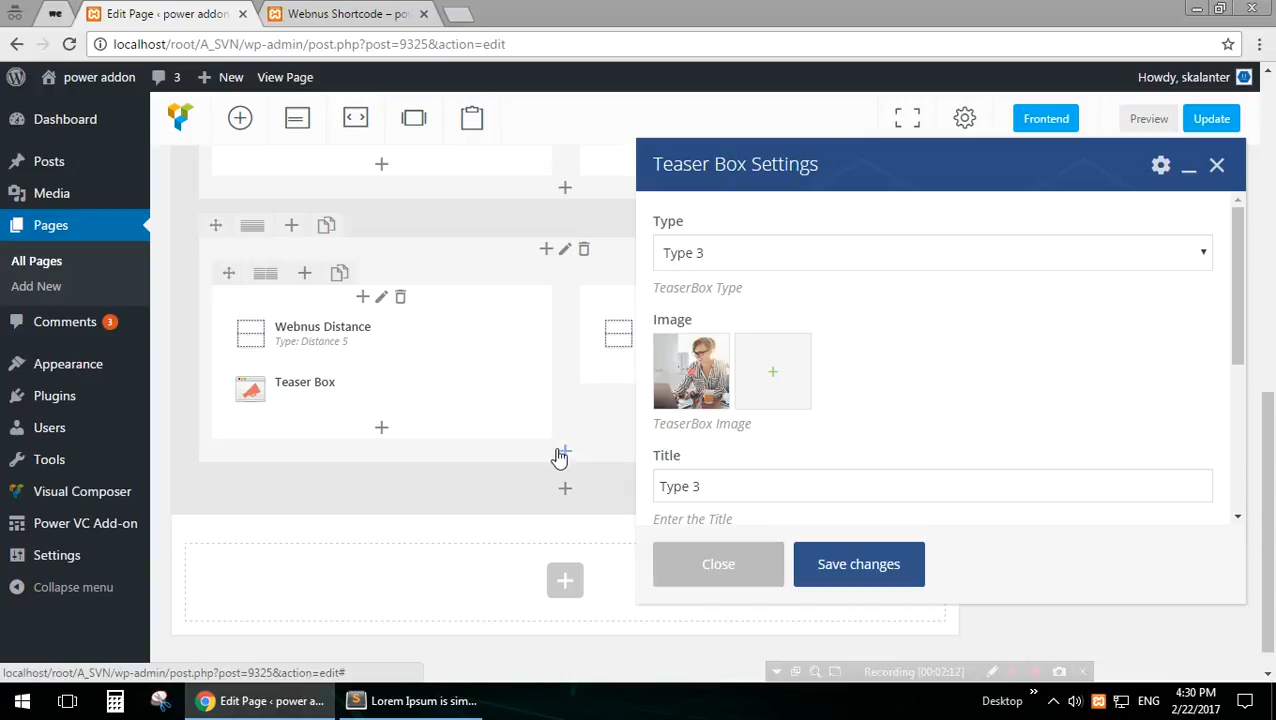 we
Edit Page ‹ power addon
Webnus Shortcode – po
localhost/root/A_SVN/wp-admin/post.php?post=9325&action=edit
power addon
3
New
View Page
Howdy, skalanter
Dashboard
Posts
Media
Pages
All Pages
Add New
Comments 3
Appearance
Plugins
Users
Tools
Visual Composer
Power VC Add-on
Settings
Collapse menu
Frontend
Preview
Update
Webnus Distance
Type: Distance 5
Teaser Box
Teaser Box Settings
Type
Type 3
TeaserBox Type
Image
TeaserBox Image
Title
Type 3
Enter the Title
Close
Save changes
localhost/root/A_SVN/wp-admin/post.php?post=9325&action=edit#
Recording [00:02:12]
Edit Page ‹ power a...
Lorem Ipsum is sim...
Desktop
ENG
4:30 PM
2/22/2017